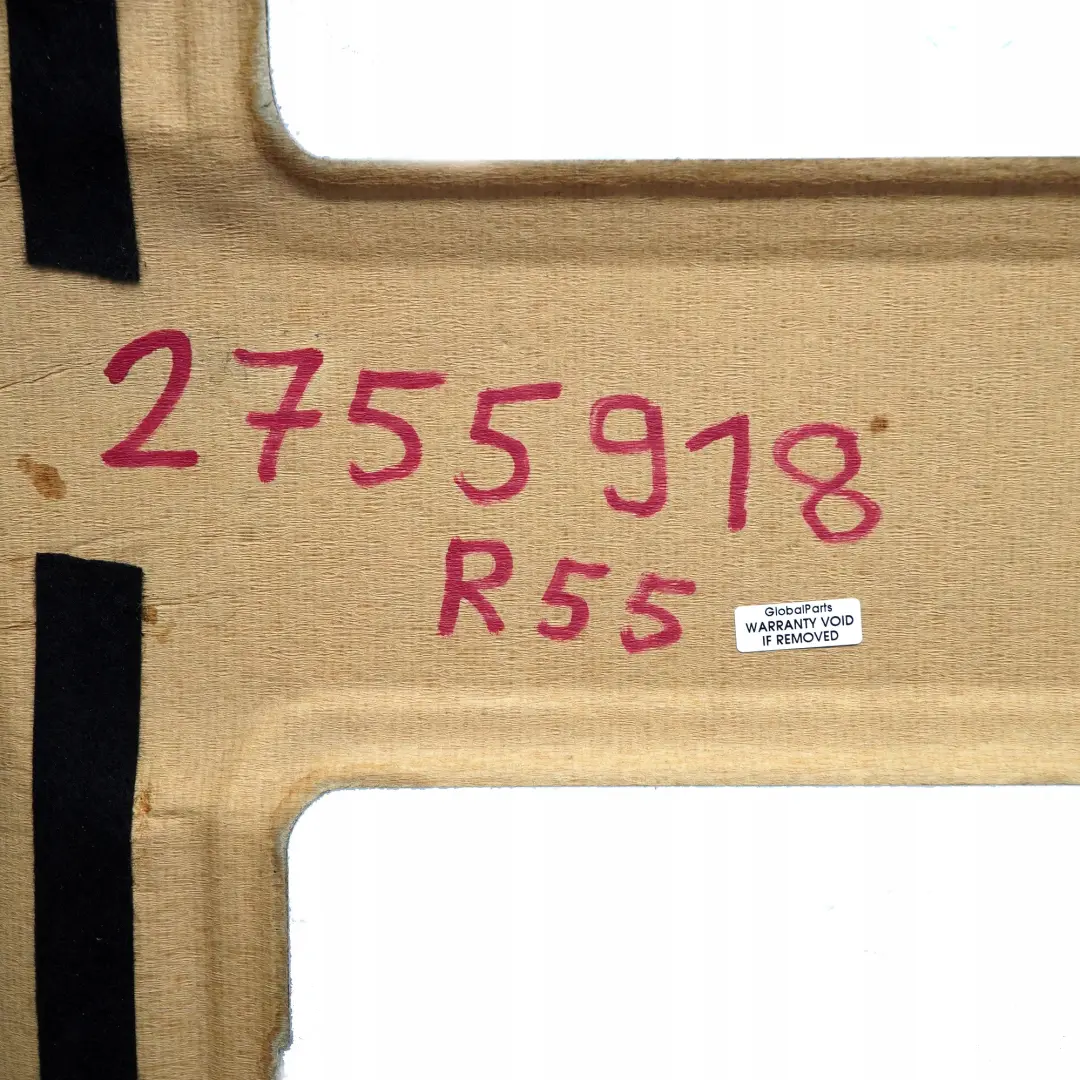 2755918
R55
GlobalParts
WARRANTY VOID
IF REMOVED